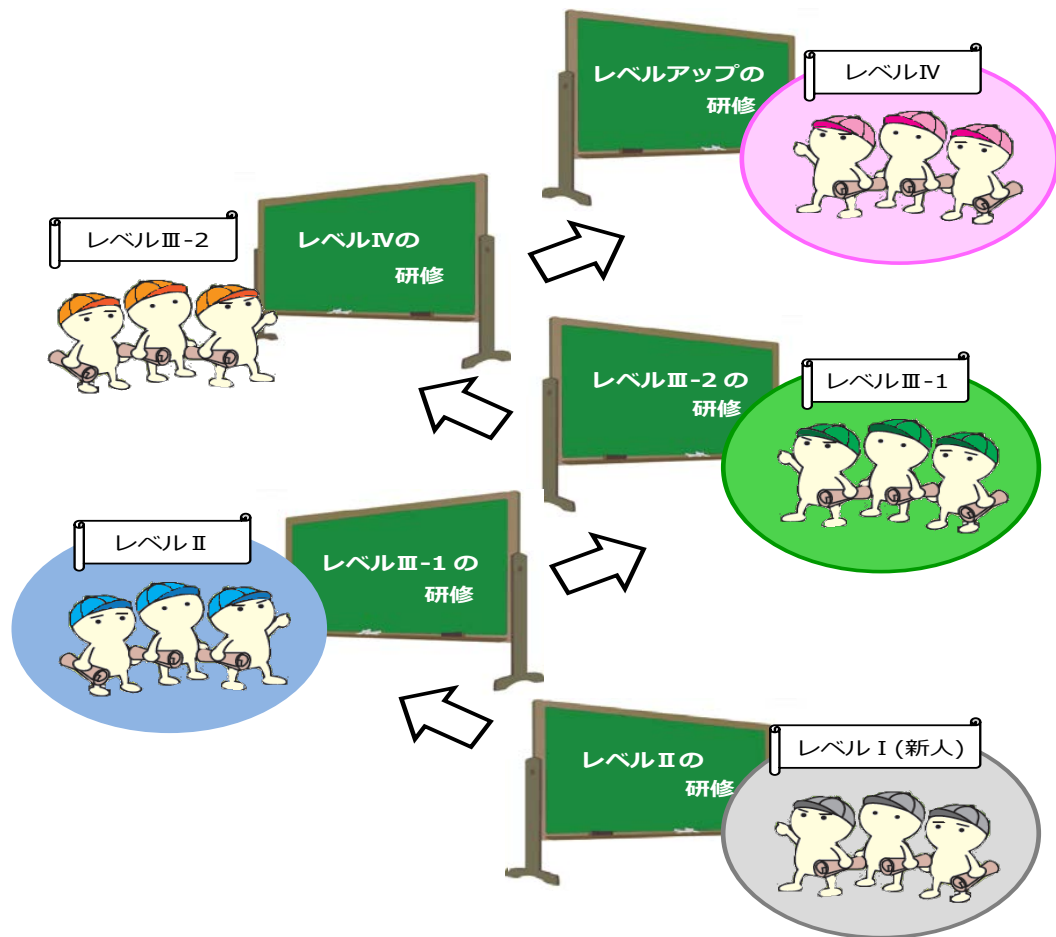 レベルアップの
研修
レベルⅣ
レベルⅢ-2
レベルⅣの
研修
レベルⅢ-2の
研修
レベルⅢ-1
レベルⅡ
レベルⅢ-1の
研修
レベルⅡの
研修
レベルⅠ(新人)